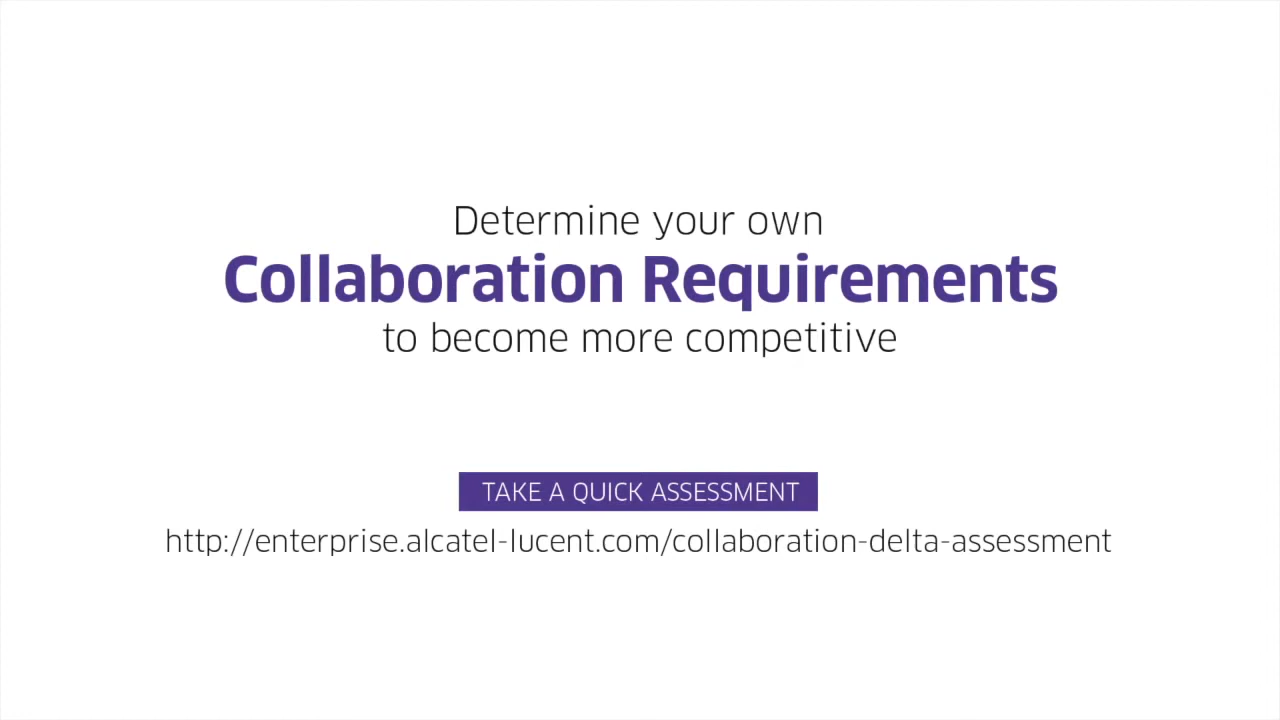 Determine your own
Collaboration Requirements
to become more competitive
TAKE A QUICK ASSESSMENT
http://enterprise.alcatel-lucent.com/collaboration-delta-assessment